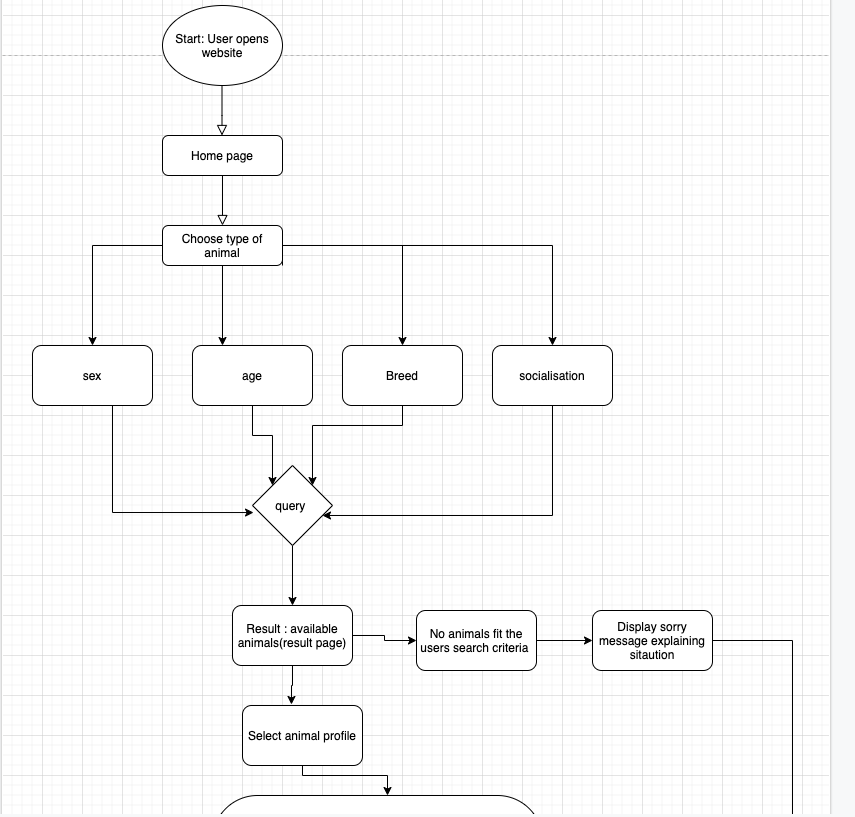 Start: User opens
website
Home page
Choose type of
animal
sex
age
Breed
socialisation
query
Result : available
animals(result page)
No animals fit the
users search criteria
Display sorry
message explaining
sitaution
Select animal profile